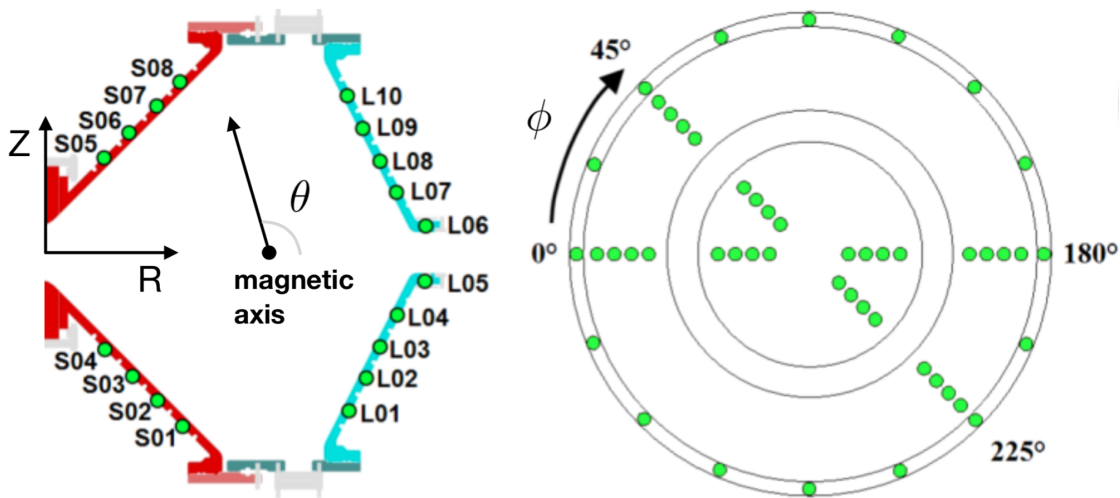 S08
S07
S06
S05
L10
L09
L08
L07
L06
Z
R
θ
magnetic
axis
L05
L04
L03
L02
L01
S04
S03
S02
S01
45°
ϕ
0°
180°
225°